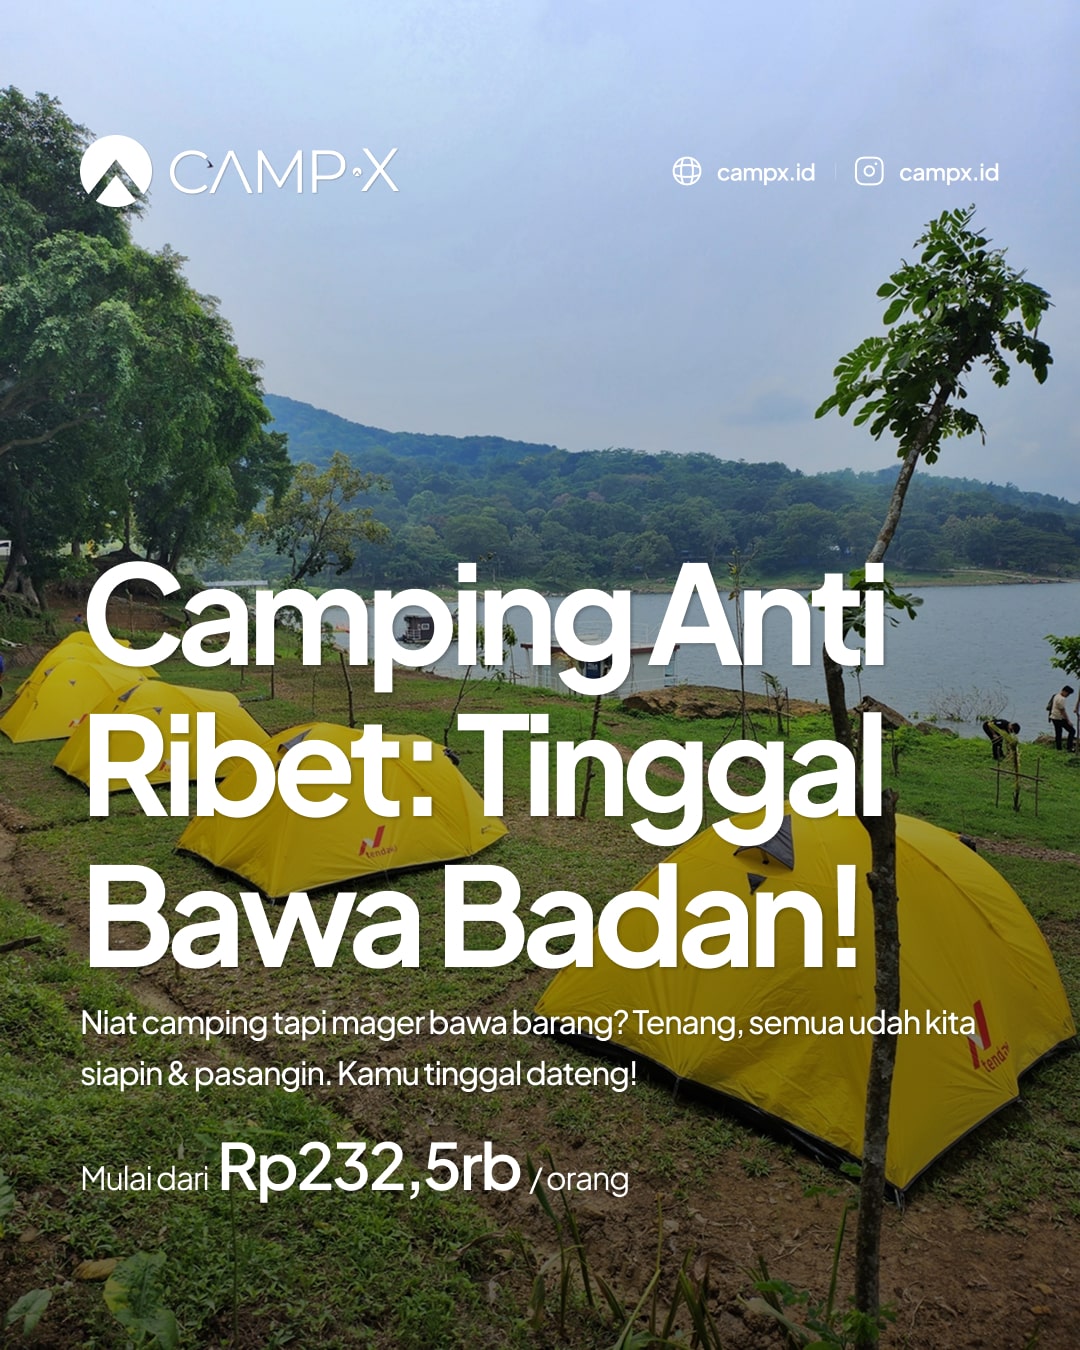 CAMP X
campx.id
campx.id
Camping Anti
Ribet: Tinggal
Bawa Badan!
Niat camping tapi mager bawa barang? Tenang, semua udah kita
siapin & pasangin. Kamu tinggal dateng!
Mulai dari Rp232,5rb / orang